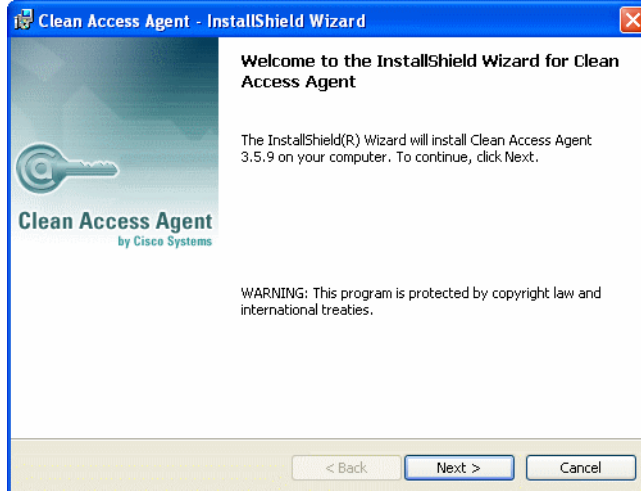 Clean Access Agent - InstallShield Wizard
Welcome to the InstallShield Wizard for Clean
Access Agent
The InstallShield(R) Wizard will install Clean Access Agent
3.5.9 on your computer. To continue, click Next.
Clean Access Agent
by Cisco Systems
WARNING: This program is protected by copyright law and
international treaties.
< Back
Next >
Cancel